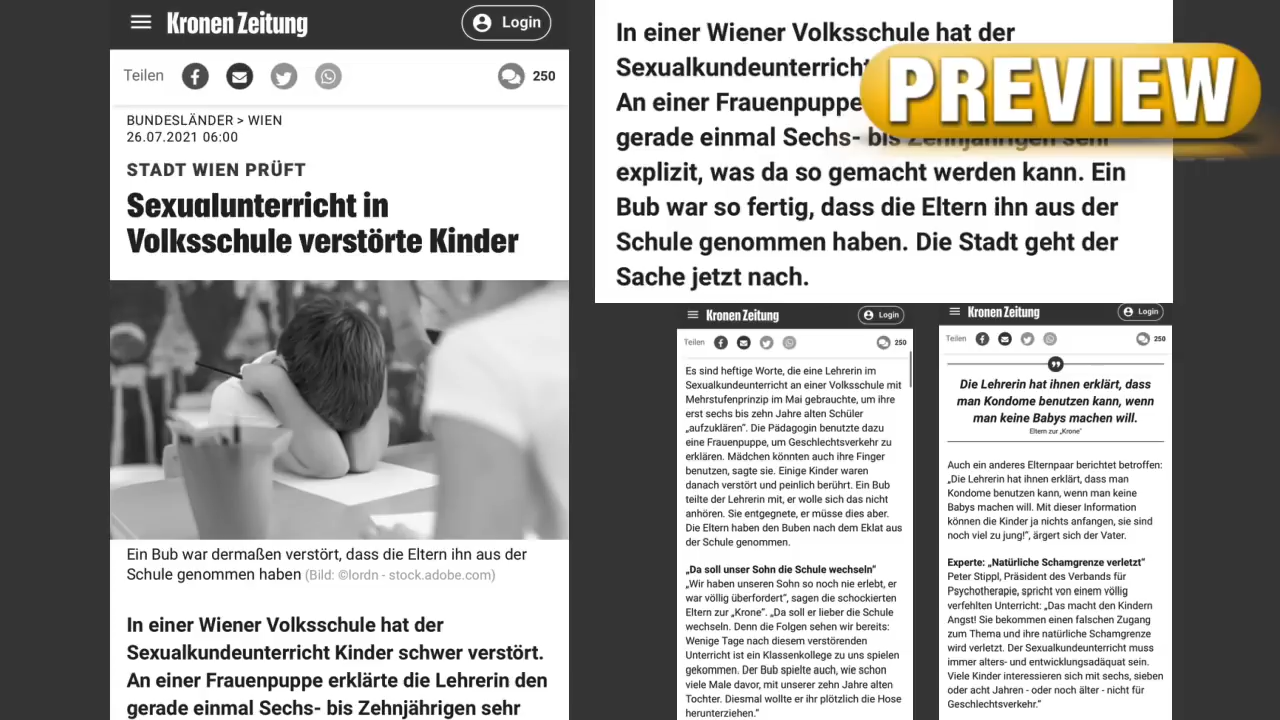 Kronen Zeitung
Login
Teilen
250
BUNDESLÄNDER > WIEN
26.07.2021 06:00
STADT WIEN PRÜFT
Sexualunterricht in
Volksschule verstörte Kinder
Ein Bub war dermaßen verstört, dass die Eltern ihn aus der
Schule genommen haben (Bild: ©lordn - stock.adobe.com)
In einer Wiener Volksschule hat der
Sexualkundeunterricht Kinder schwer verstört.
An einer Frauenpuppe erklärte die Lehrerin den
gerade einmal Sechs- bis Zehnjährigen sehr
In einer Wiener Volksschule hat der
Sexualkundeunterricht
An einer Frauenpuppe
PREVIEW
gerade einmal Sechs- bis Zehnjährigen sehr
explizit, was da so gemacht werden kann. Ein
Bub war so fertig, dass die Eltern ihn aus der
Schule genommen haben. Die Stadt geht der
Sache jetzt nach.
Kronen Zeitung
Login
Teilen
250
Es sind heftige Worte, die eine Lehrerin im
Sexualkundeunterricht an einer Volksschule mit
Mehrstufenprinzip im Mai gebrauchte, um ihre
erst sechs bis zehn Jahre alten Schüler
„aufzuklären“. Die Pädagogin benutzte dazu
eine Frauenpuppe, um Geschlechtsverkehr zu
erklären. Mädchen könnten auch ihre Finger
benutzen, sagte sie. Einige Kinder waren
danach verstört und peinlich berührt. Ein Bub
teilte der Lehrerin mit, er wolle sich das nicht
anhören. Sie entgegnete, er müsse dies aber.
Die Eltern haben den Buben nach dem Eklat aus
der Schule genommen.
„Da soll unser Sohn die Schule wechseln“
„Wir haben unseren Sohn so noch nie erlebt, er
war völlig überfordert“, sagen die schockierten
Eltern zur „Krone“. „Da soll er lieber die Schule
wechseln. Denn die Folgen sehen wir bereits:
Wenige Tage nach diesem verstörenden
Unterricht ist ein Klassenkollege zu uns spielen
gekommen. Der Bub spielte auch, wie schon
viele Male davor, mit unserer zehn Jahre alten
Tochter. Diesmal wollte er ihr plötzlich die Hose
herunterziehen.“
Kronen Zeitung
Login
Teilen
250
Die Lehrerin hat ihnen erklärt, dass
man Kondome benutzen kann, wenn
man keine Babys machen will.
Eltern zur „Krone“
Auch ein anderes Elternpaar berichtet betroffen:
„Die Lehrerin hat ihnen erklärt, dass man
Kondome benutzen kann, wenn man keine
Babys machen will. Mit dieser Information
können die Kinder ja nichts anfangen, sie sind
noch viel zu jung!“, ärgert sich der Vater.
Experte: „Natürliche Schamgrenze verletzt“
Peter Stippl, Präsident des Verbands für
Psychotherapie, spricht von einem völlig
verfehlten Unterricht: „Das macht den Kindern
Angst! Sie bekommen einen falschen Zugang
zum Thema und ihre natürliche Schamgrenze
wird verletzt. Der Sexualkundeunterricht muss
immer alters- und entwicklungsadäquat sein.
Viele Kinder interessieren sich mit sechs, sieben
oder acht Jahren - oder noch älter - nicht für
Geschlechtsverkehr.“